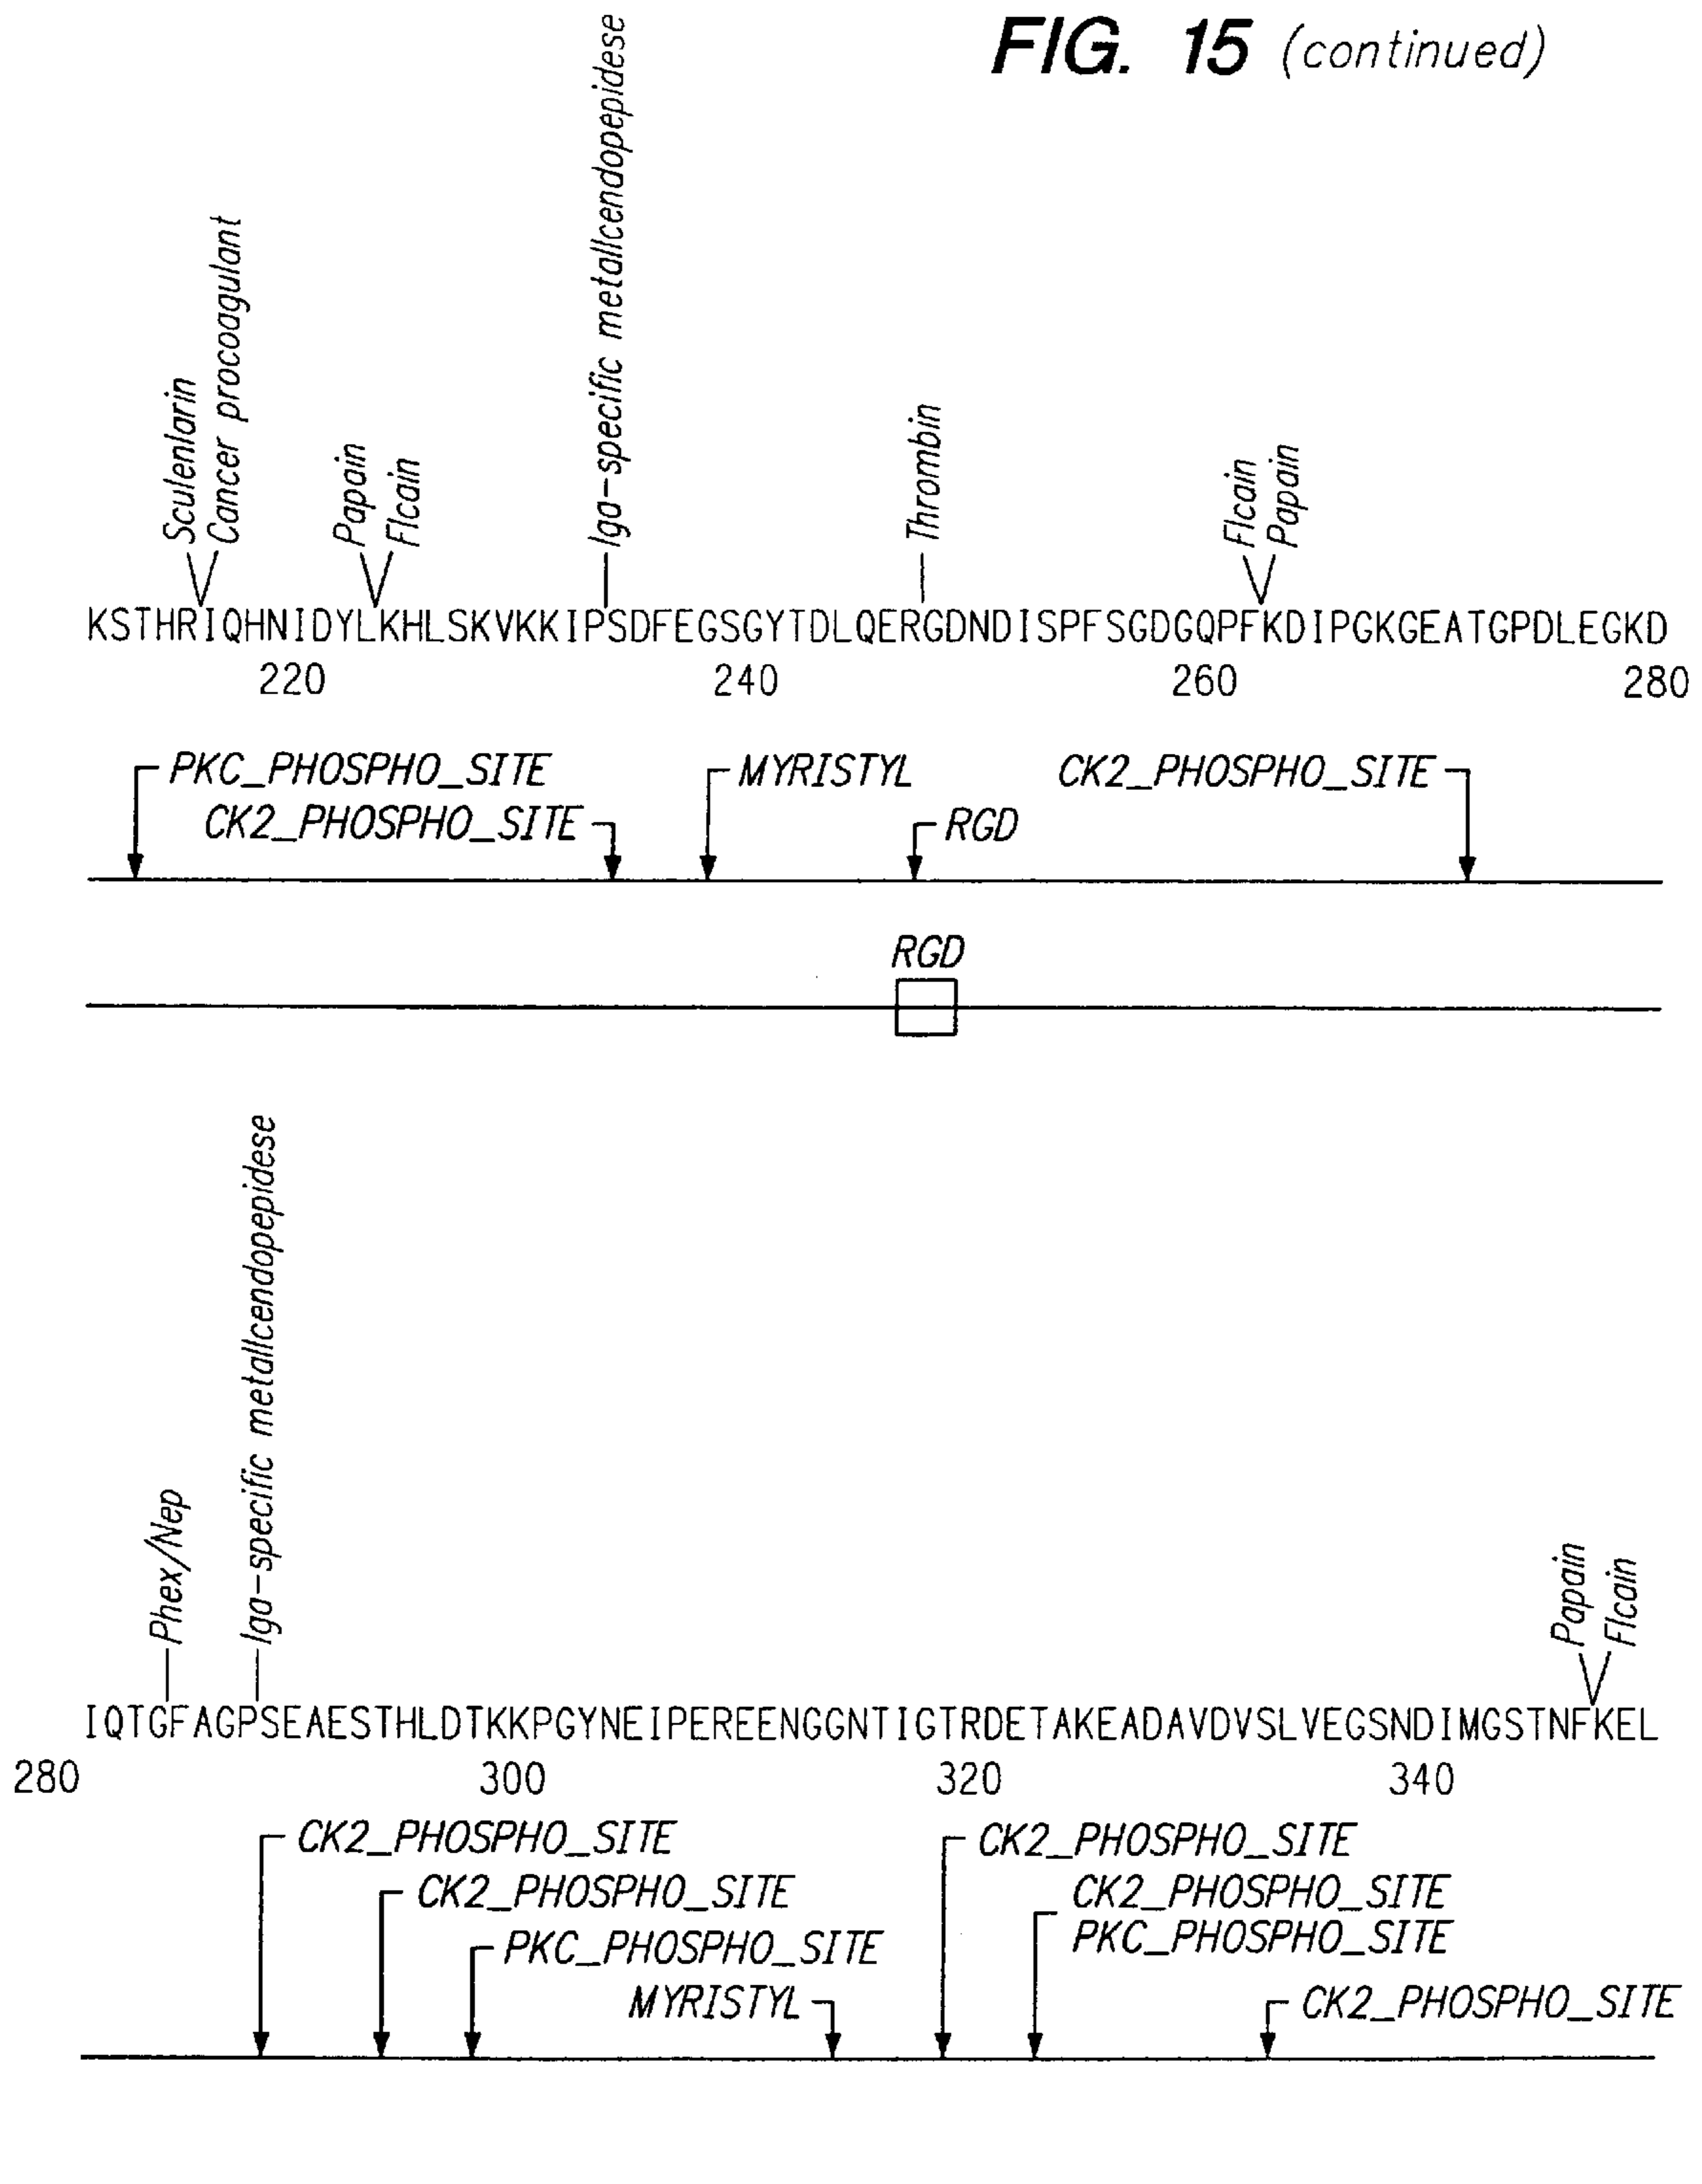 FIG. 15 (continued)
Sculenlarin
Cancer procoagulant
Papain
Flcain
Iga-specific metallcendopepidese
Thrombin
Flcain
Papain
KSTHRIQHNIDYLKHLSKVKKIPSDFEGSGYTDLQERGDNDISPFSGDGQPFKDIPGKGEATGPDLEGKD
220 240 260 280
PKC_PHOSPHO_SITE MYRISTYL CK2_PHOSPHO_SITE
CK2_PHOSPHO_SITE RGD
RGD
Phex/Nep
Iga-specific metallcendopepidese
Papain
Flcain
IQTGFAGPSEAESTHLDTKKPGYNEIPEREENGGNTIGTRDETAKEADAVDVSLVEGSNDIMGSTNFKEL
280 300 320 340
CK2_PHOSPHO_SITE CK2_PHOSPHO_SITE
CK2_PHOSPHO_SITE CK2_PHOSPHO_SITE
PKC_PHOSPHO_SITE PKC_PHOSPHO_SITE
MYRISTYL CK2_PHOSPHO_SITE